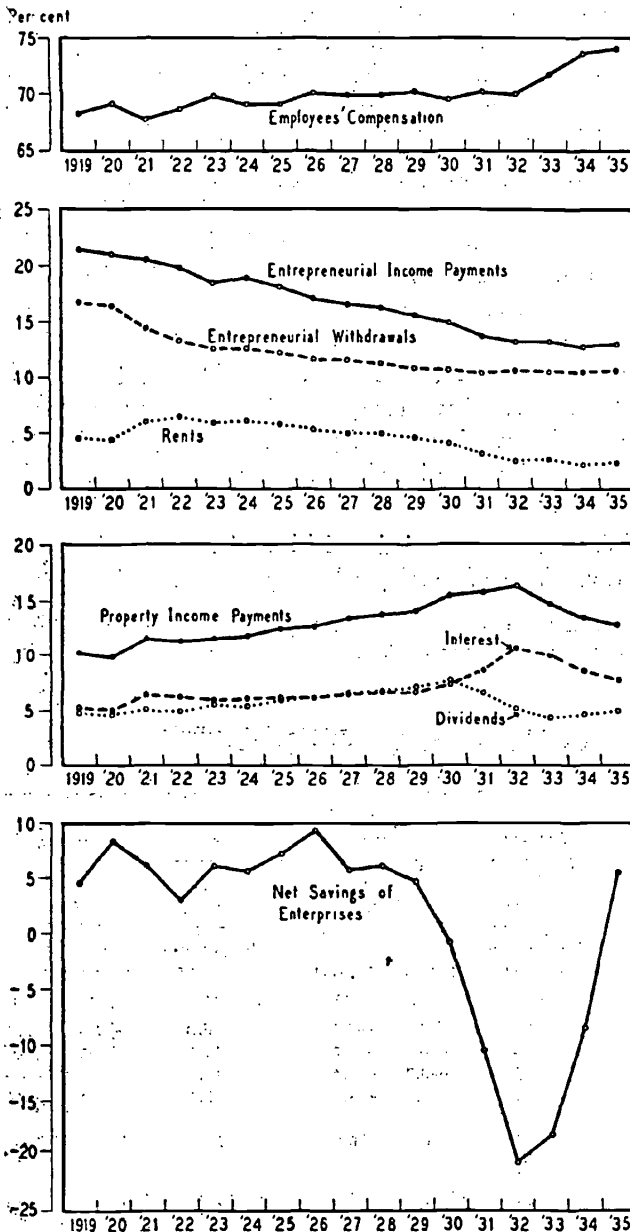 Per cent
75
70
65
Employees' Compensation
1919 '20 '21 '22 '23 '24 '25 '26 '27 '28 '29 '30 '31 '32 '33 '34 '35
25
20
15
10
5
0
Entrepreneurial Income Payments
Entrepreneurial Withdrawals
Rents
1919 '20 '21 '22 '23 '24 '25 '26 '27 '28 '29 '30 '31 '32 '33 '34 '35
20
15
10
5
0
Property Income Payments
Interest
Dividends
1919 '20 '21 '22 '23 '24 '25 '26 '27 '28 '29 '30 '31 '32 '33 '34 '35
10
5
0
-5
-10
-15
-20
-25
Net Savings of
Enterprises
1919 '20 '21 '22 '23 '24 '25 '26 '27 '28 '29 '30 '31 '32 '33 '34 '35